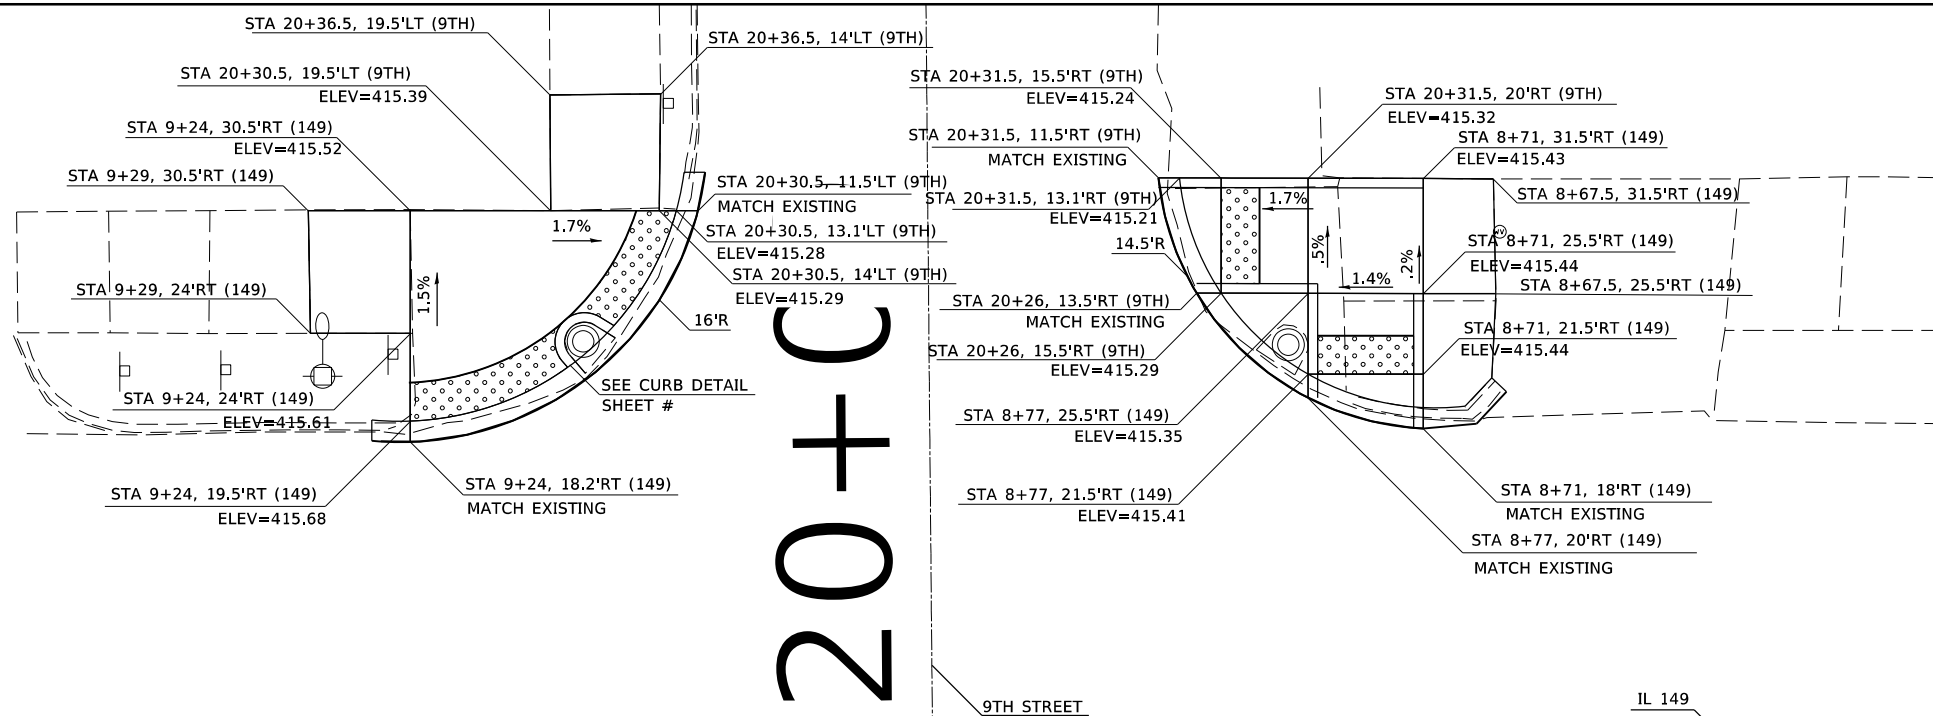 STA 20+36.5, 19.5'LT (9TH)
STA 20+36.5, 14'LT (9TH)
STA 20+30.5, 19.5'LT (9TH)
ELEV=415.39
STA 9+24, 30.5'RT (149)
ELEV=415.52
STA 9+29, 30.5'RT (149)
STA 20+30.5, 11.5'LT (9TH)
MATCH EXISTING
STA 20+30.5, 13.1'LT (9TH)
ELEV=415.28
STA 20+30.5, 14'LT (9TH)
ELEV=415.29
1.7%
1.5%
STA 9+29, 24'RT (149)
16'R
SEE CURB DETAIL
SHEET #
STA 9+24, 24'RT (149)
ELEV=415.61
STA 9+24, 19.5'RT (149)
ELEV=415.68
STA 9+24, 18.2'RT (149)
MATCH EXISTING
20+0
9TH STREET
STA 20+31.5, 15.5'RT (9TH)
ELEV=415.24
STA 20+31.5, 20'RT (9TH)
ELEV=415.32
STA 20+31.5, 11.5'RT (9TH)
MATCH EXISTING
STA 8+71, 31.5'RT (149)
ELEV=415.43
STA 20+31.5, 13.1'RT (9TH)
ELEV=415.21
STA 8+67.5, 31.5'RT (149)
1.7%
.5%
.2%
1.4%
14.5'R
STA 8+71, 25.5'RT (149)
ELEV=415.44
STA 8+67.5, 25.5'RT (149)
STA 20+26, 13.5'RT (9TH)
MATCH EXISTING
STA 8+71, 21.5'RT (149)
ELEV=415.44
STA 20+26, 15.5'RT (9TH)
ELEV=415.29
STA 8+77, 25.5'RT (149)
ELEV=415.35
STA 8+77, 21.5'RT (149)
ELEV=415.41
STA 8+71, 18'RT (149)
MATCH EXISTING
STA 8+77, 20'RT (149)
MATCH EXISTING
IL 149